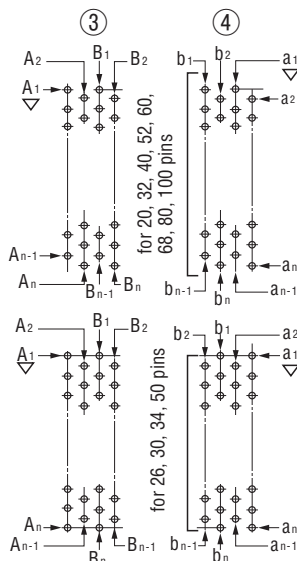 ③ ④
A2 B1 B2 b1 b2 a1
A1 a2
for 20, 32, 40, 52, 60,
68, 80, 100 pins
An-1 an
An Bn-1 Bn bn-1 bn an-1
A2 B1 B2 b2 b1 a2
A1 a1
for 26, 30, 34, 50 pins
An an
An-1 Bn Bn-1 bn-1 bn an-1